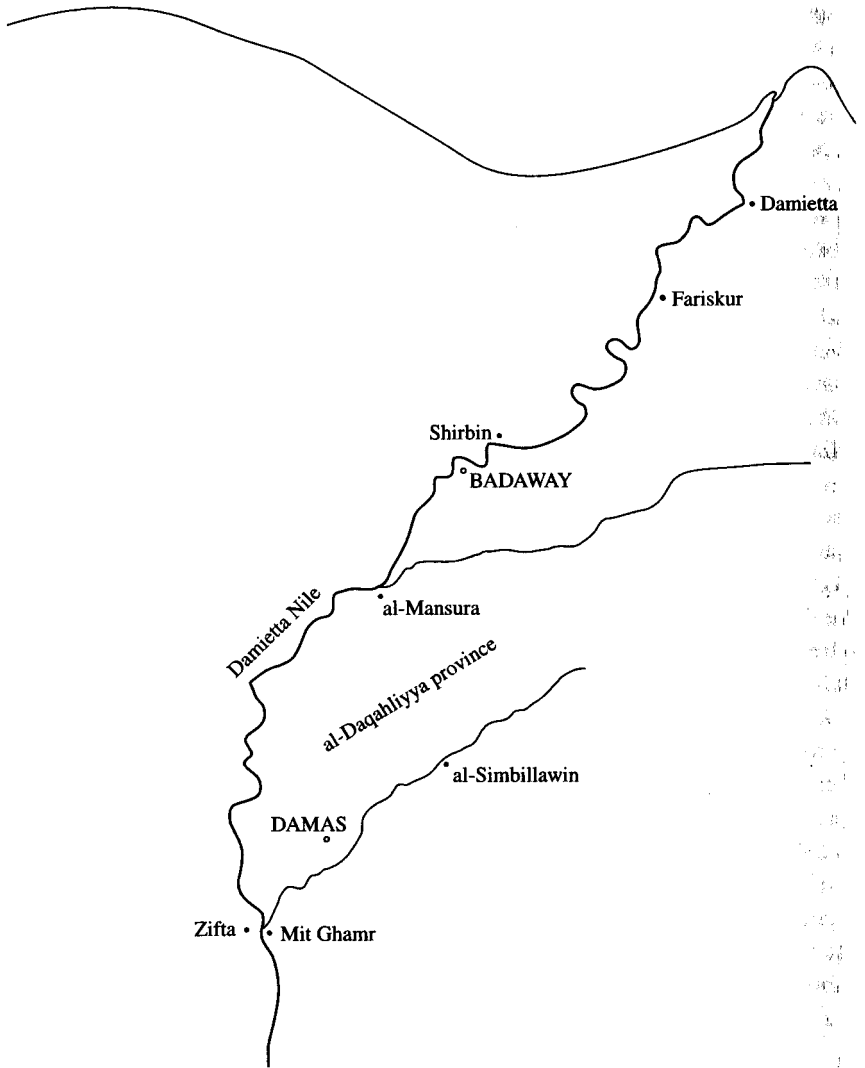 Damietta
Fariskur
Shirbin
BADAWAY
al-Mansura
Damietta Nile
al-Daqahliyya province
al-Simbillawin
DAMAS
Zifta
Mit Ghamr